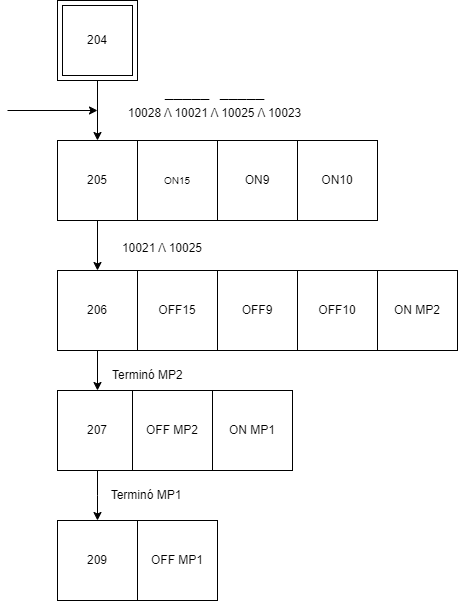 204
10028 /\ 10021 /\ 10025 /\ 10023
205 ON15 ON9 ON10
10021 /\ 10025
206 OFF15 OFF9 OFF10 ON MP2
Terminó MP2
207 OFF MP2 ON MP1
Terminó MP1
209 OFF MP1